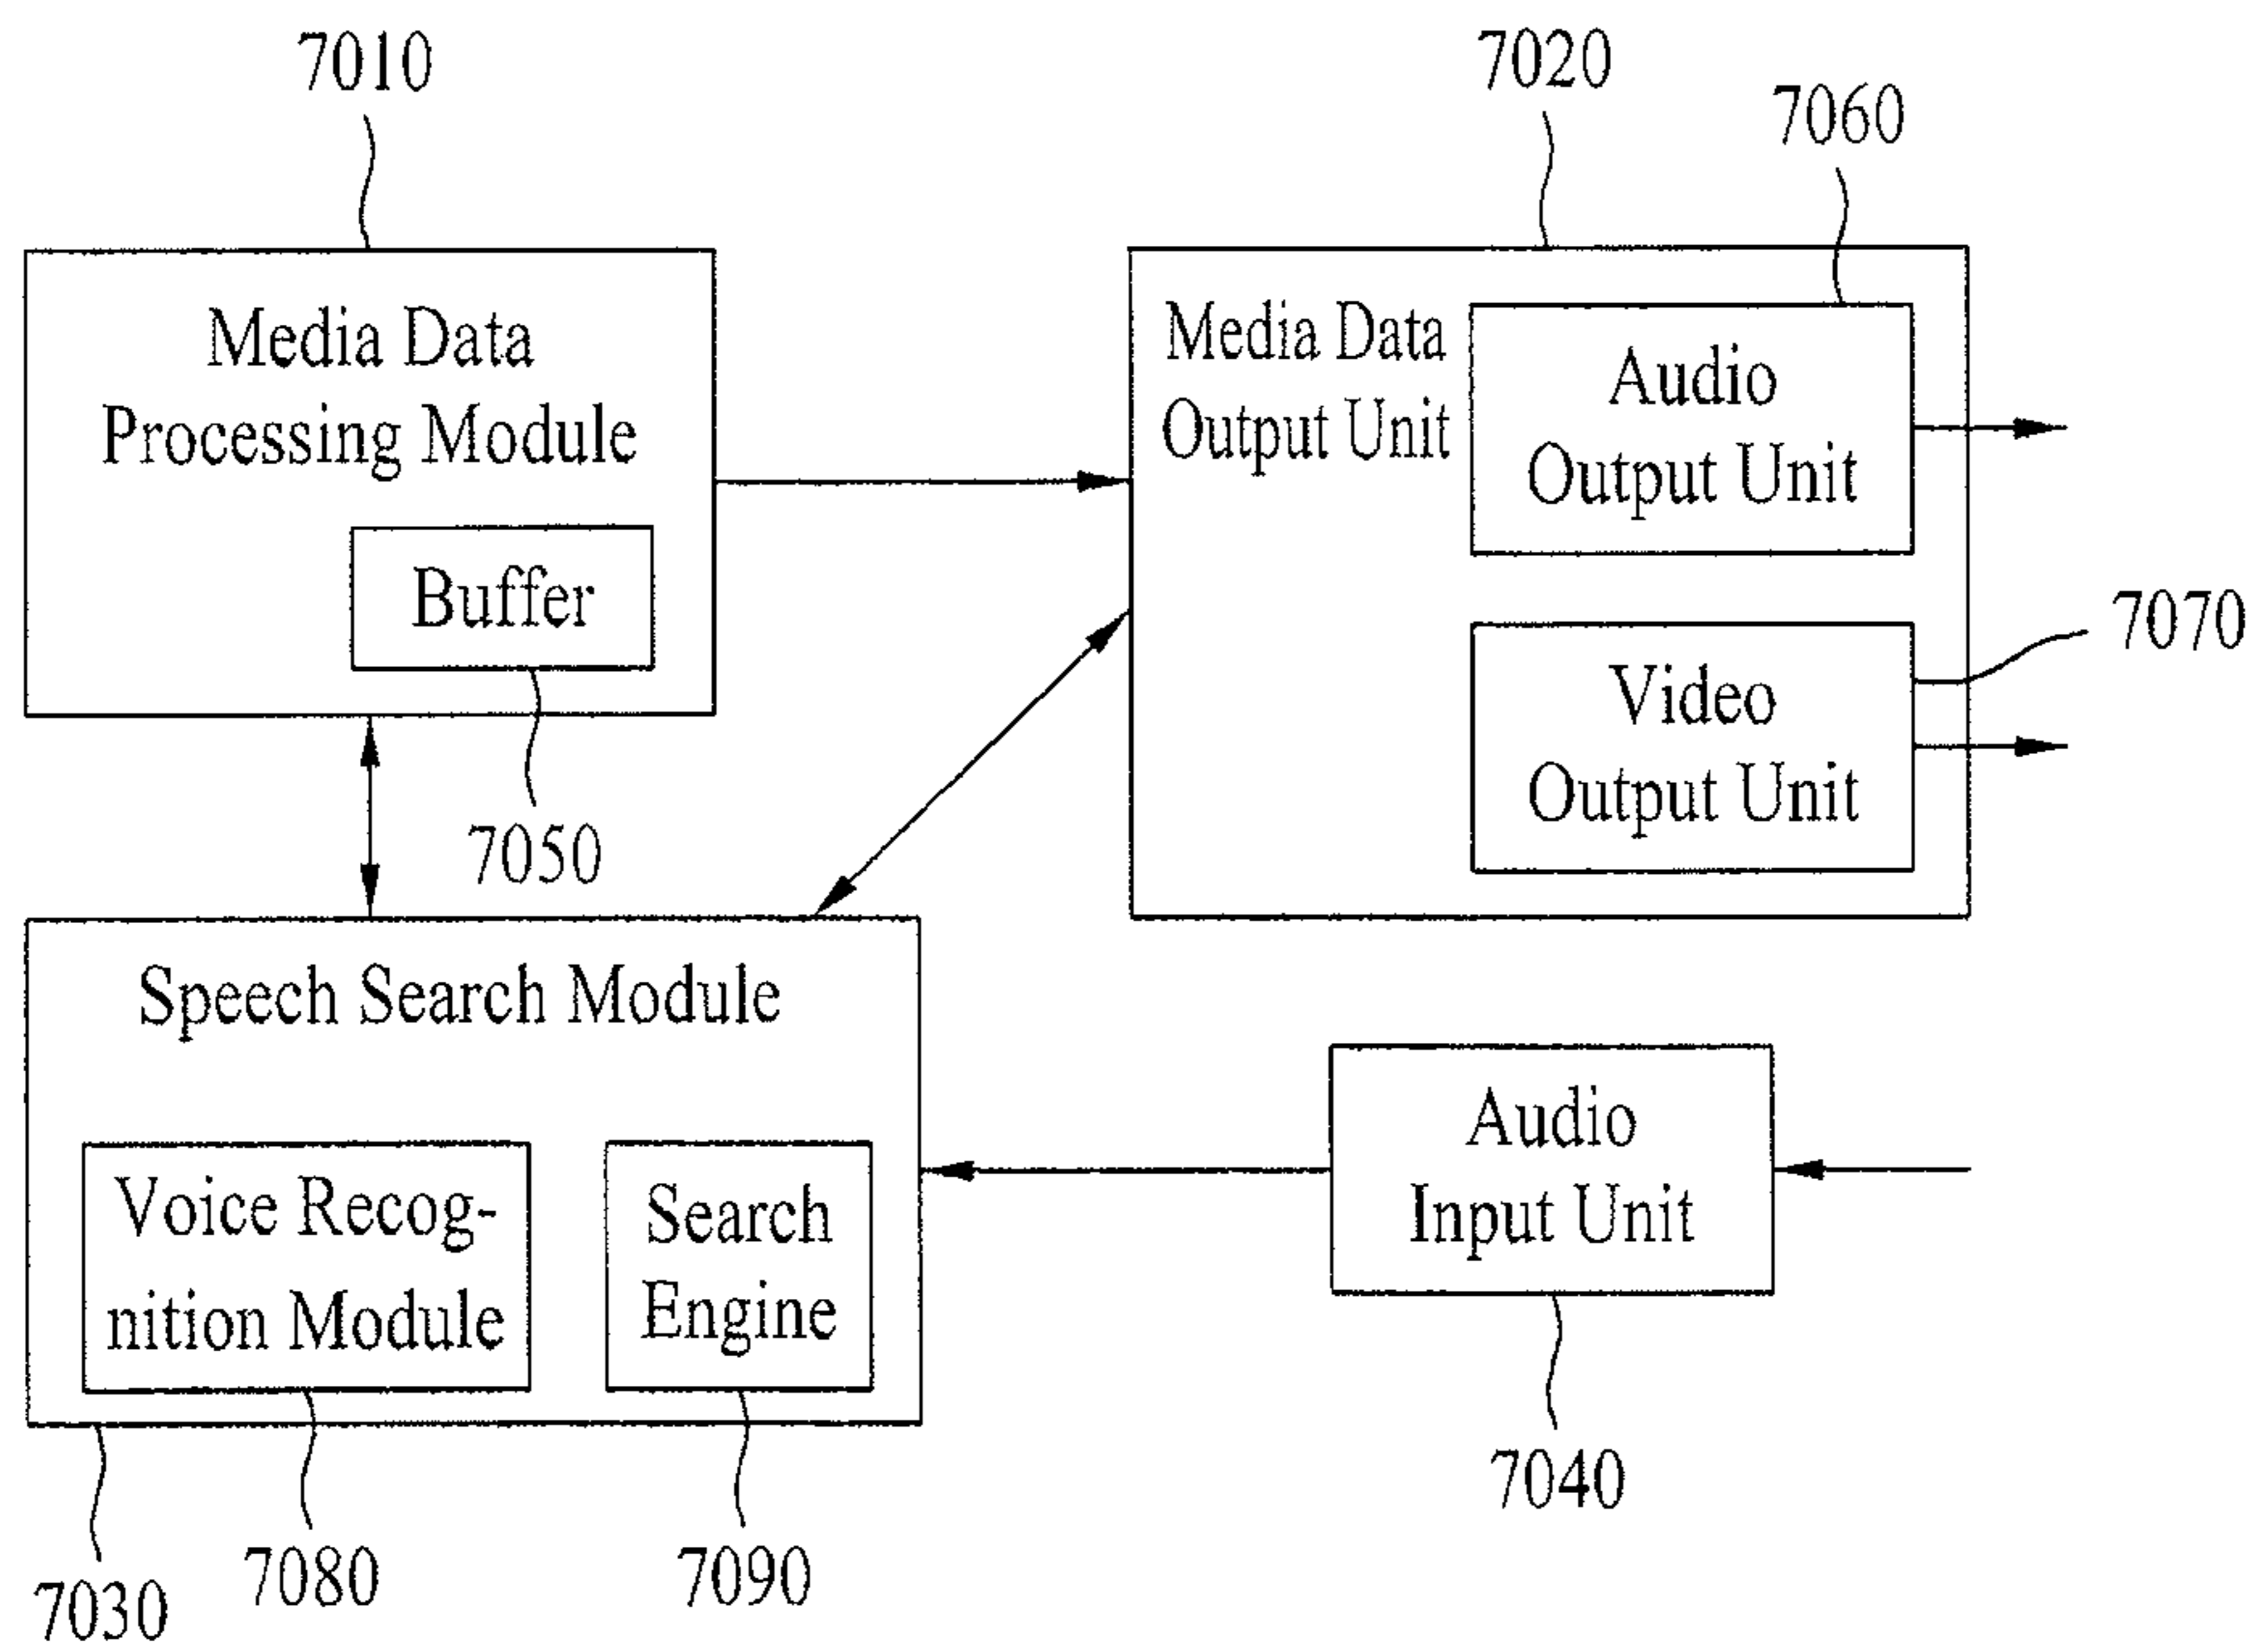 7010
7020
7060
Media Data
Processing Module
Buffer
7050
Media Data
Output Unit
Audio
Output Unit
7070
Video
Output Unit
Speech Search Module
Voice Recog-
nition Module
Search
Engine
Audio
Input Unit
7040
7080
7090
7030